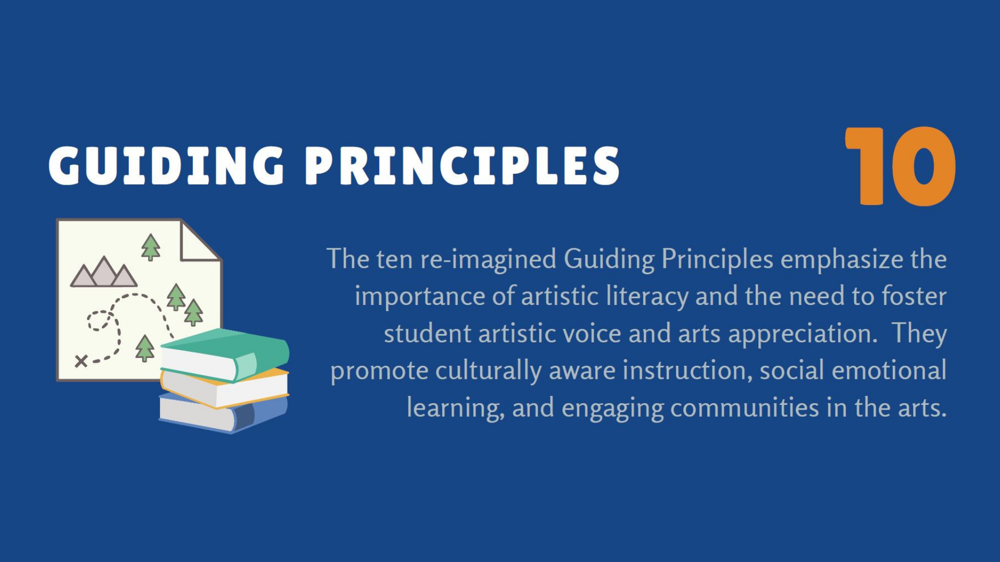 GUIDING PRINCIPLES
10
The ten re-imagined Guiding Principles emphasize the
importance of artistic literacy and the need to foster
student artistic voice and arts appreciation.  They
promote culturally aware instruction, social emotional
learning, and engaging communities in the arts.